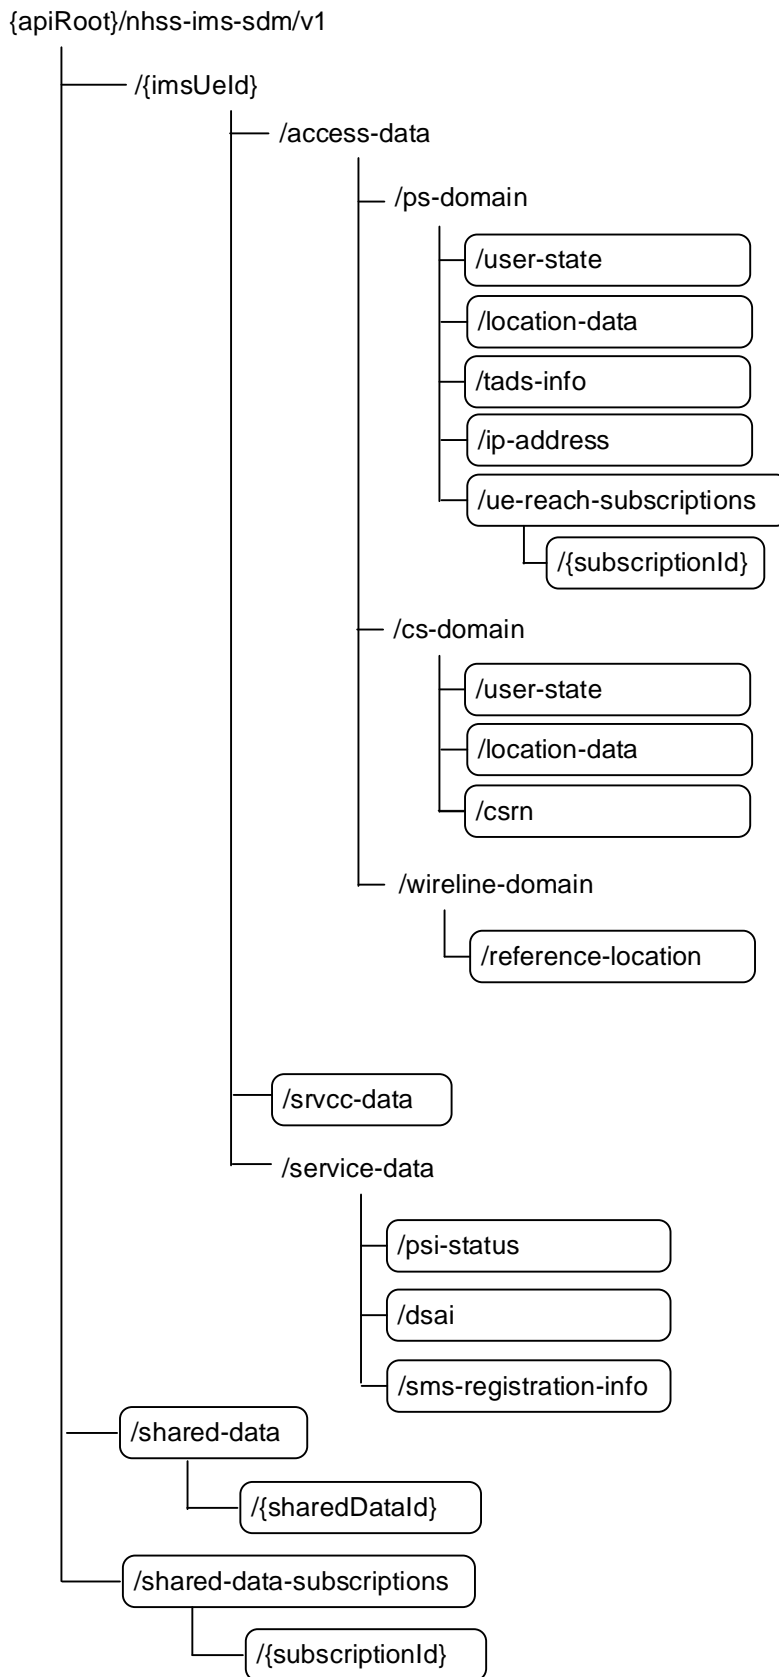 {apiRoot}/nhss-ims-sdm/v1
/{imsUeId}
/access-data
/ps-domain
/user-state
/location-data
/tads-info
/ip-address
/ue-reach-subscriptions
/{subscriptionId}
/cs-domain
/user-state
/location-data
/csrn
/wireline-domain
/reference-location
/srvcc-data
/service-data
/psi-status
/dsai
/sms-registration-info
/shared-data
/{sharedDataId}
/shared-data-subscriptions
/{subscriptionId}